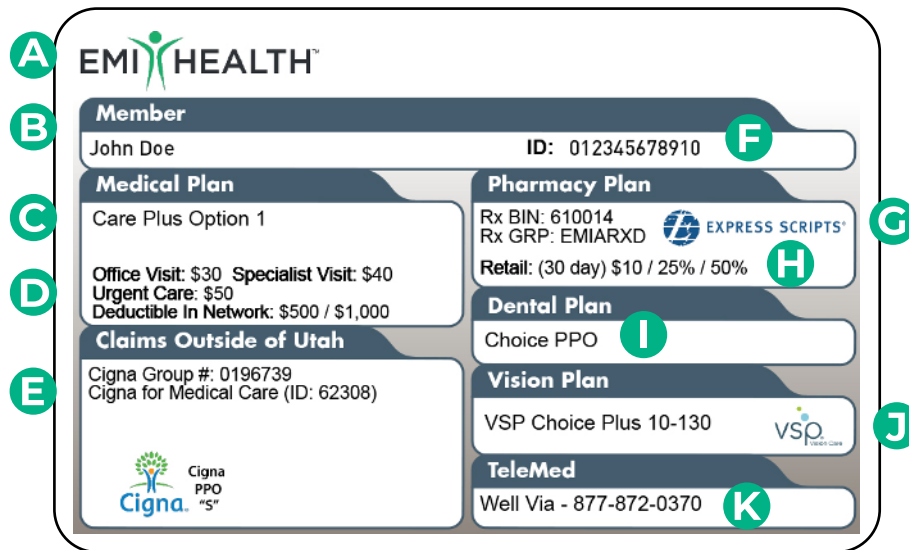 A
EMI HEALTH™
B
Member
John Doe
ID: 012345678910
F
C
Medical Plan
Care Plus Option 1
D
Office Visit: $30 Specialist Visit: $40
Urgent Care: $50
Deductible In Network: $500 / $1,000
E
Claims Outside of Utah
Cigna Group #: 0196739
Cigna for Medical Care (ID: 62308)
Cigna.
Cigna
PPO
"S"
Pharmacy Plan
Rx BIN: 610014
Rx GRP: EMIARXD
EXPRESS SCRIPTS®
G
Retail: (30 day) $10 / 25% / 50%
H
Dental Plan
Choice PPO
I
Vision Plan
VSP Choice Plus 10-130
vsp.
Vision Care
J
TeleMed
Well Via - 877-872-0370
K